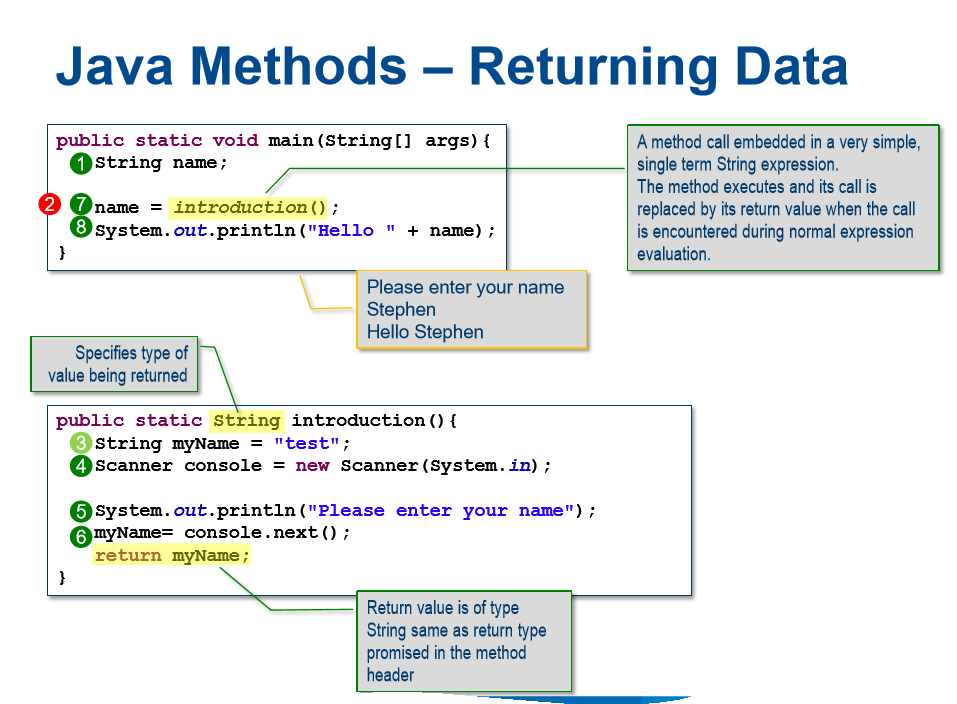 Java Methods – Returning Data
public static void main(String[] args){
1 String name;
2 7 name = introduction();
8 System.out.println("Hello " + name);
}
A method call embedded in a very simple,
single term String expression.
The method executes and its call is
replaced by its return value when the call
is encountered during normal expression
evaluation.
Please enter your name
Stephen
Hello Stephen
Specifies type of
value being returned
public static String introduction(){
3 String myName = "test";
4 Scanner console = new Scanner(System.in);
5 System.out.println("Please enter your name");
6 myName= console.next();
return myName;
}
Return value is of type
String same as return type
promised in the method
header